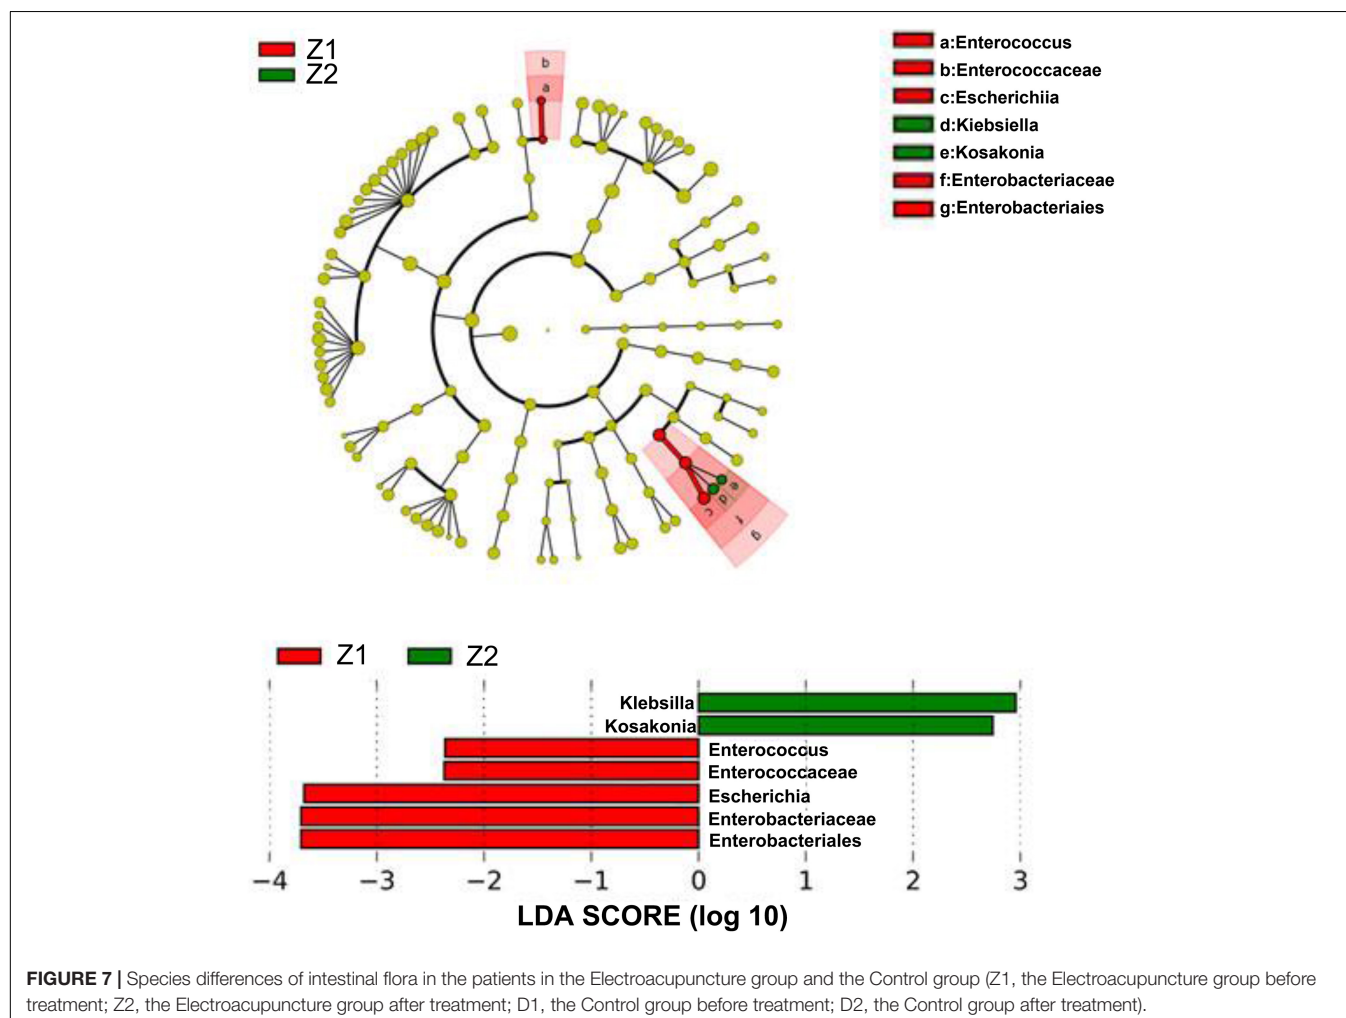 Z1
Z2
a:Enterococcus
b:Enterococcaceae
c:Escherichiia
d:Kiebsiella
e:Kosakonia
f:Enterobacteriaceae
g:Enterobacteriaies
b
a
e
d
c
f
g
Z1
Z2
Klebsilla
Kosakonia
Enterococcus
Enterococcaceae
Escherichia
Enterobacteriaceae
Enterobacteriales
−4 −3 −2 −1 0 1 2 3
LDA SCORE (log 10)
FIGURE 7 | Species differences of intestinal flora in the patients in the Electroacupuncture group and the Control group (Z1, the Electroacupuncture group before
treatment; Z2, the Electroacupuncture group after treatment; D1, the Control group before treatment; D2, the Control group after treatment).